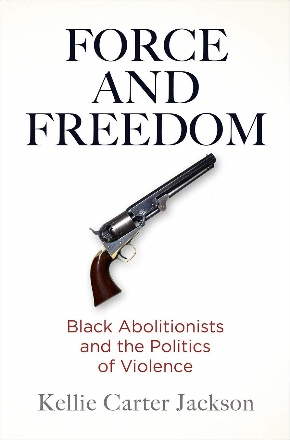 FORCE
AND
FREEDOM
Black Abolitionists
and the Politics
of Violence
Kellie Carter Jackson